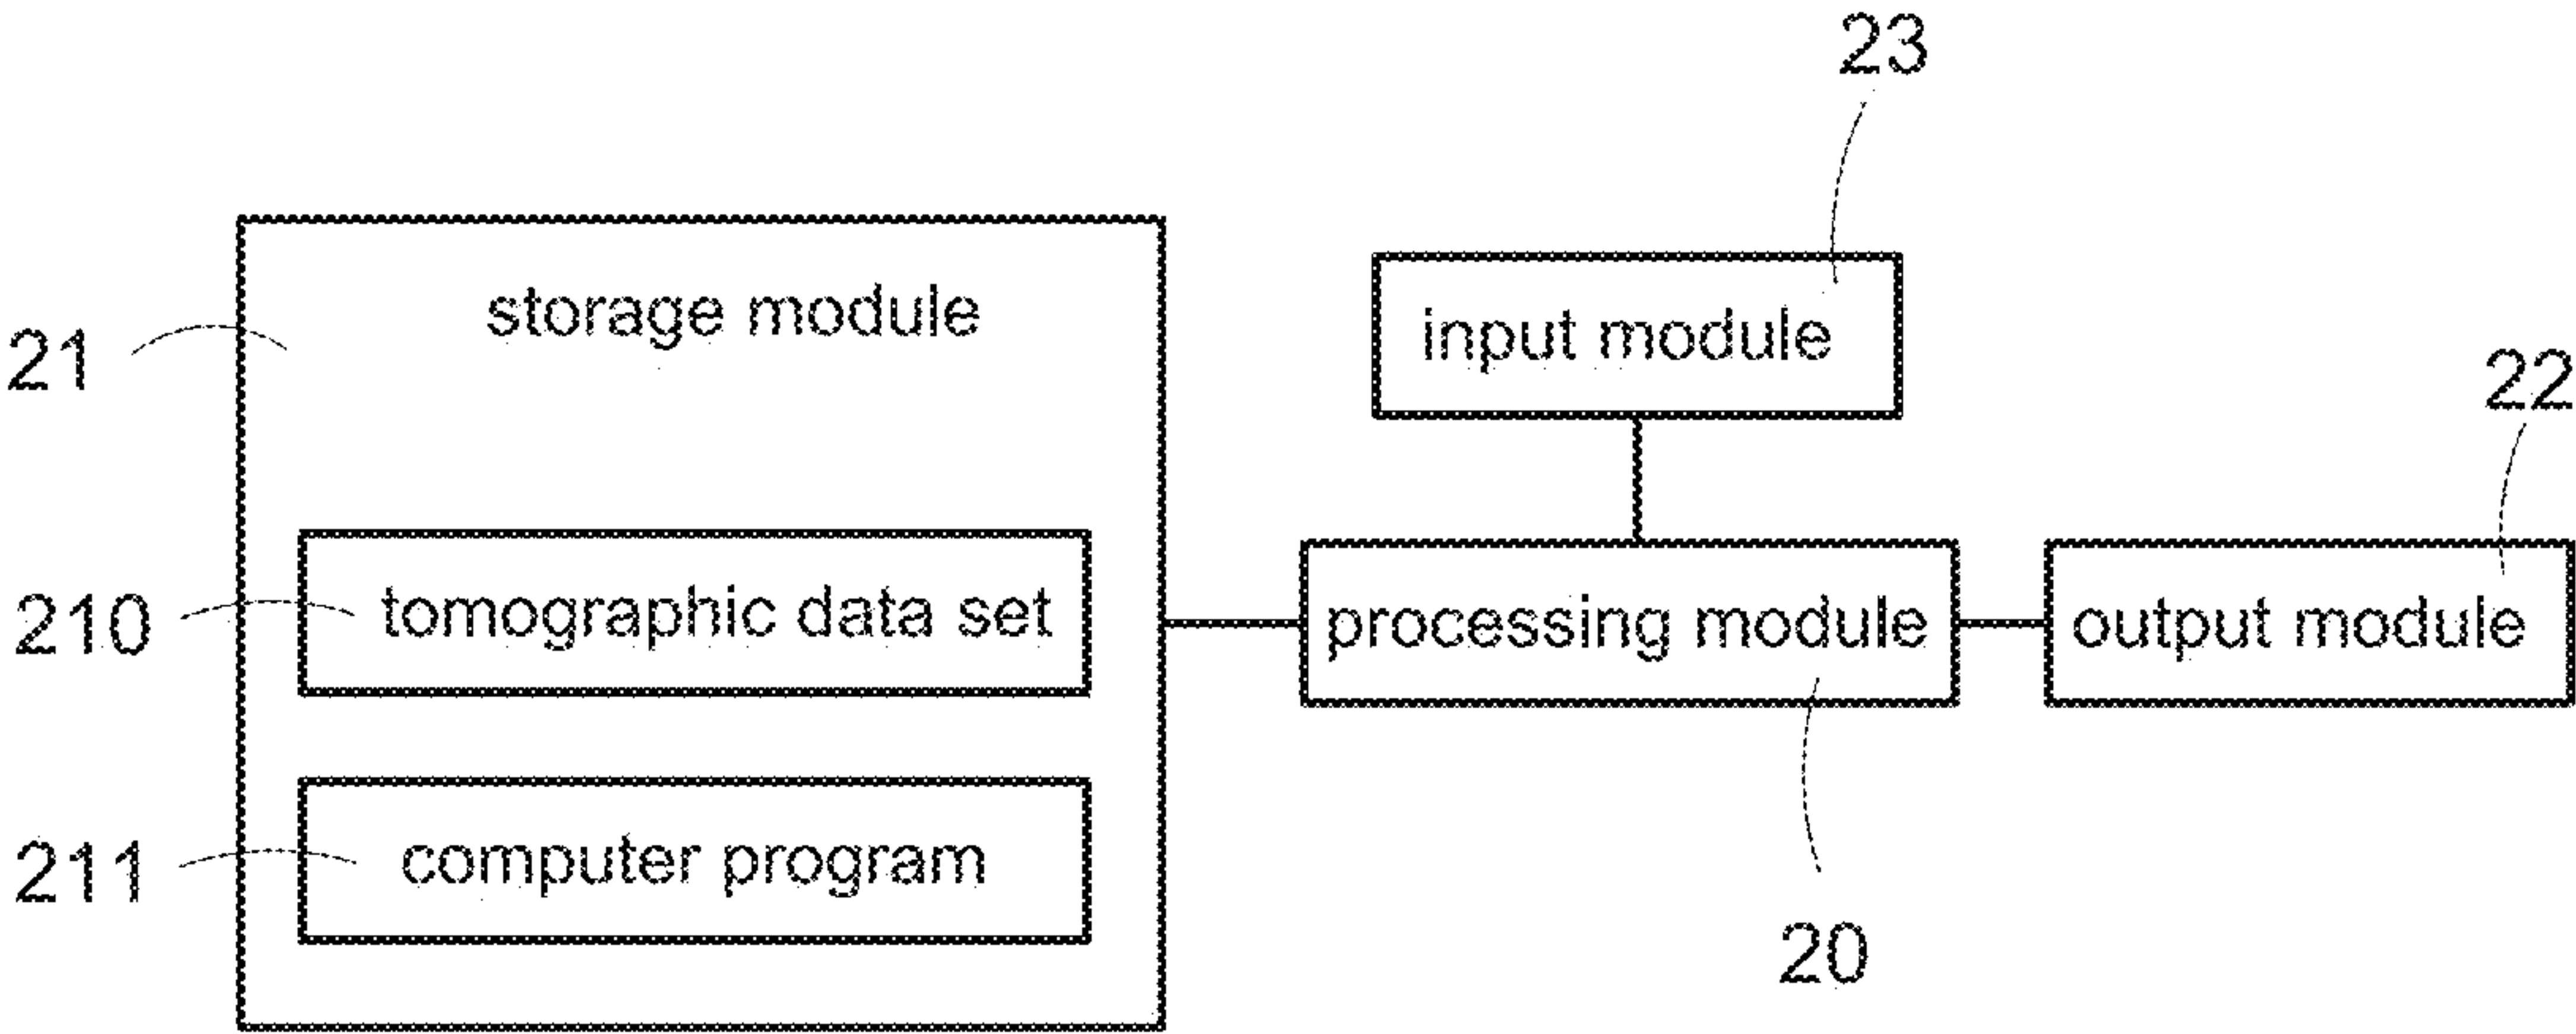 23
storage module
21
input module
22
tomographic data set
210
processing module
output module
computer program
211
20